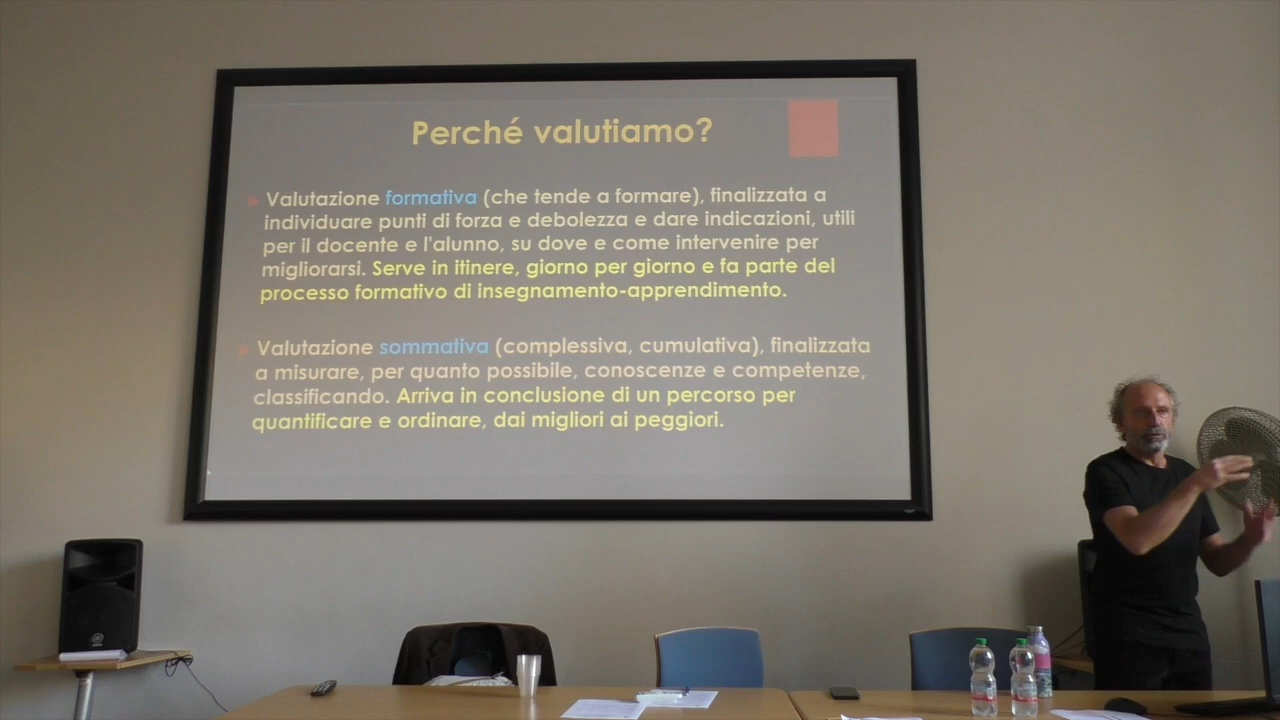 Perché valutiamo?
Valutazione formativa (che tende a formare), finalizzata a
individuare punti di forza e debolezza e dare indicazioni, utili
per il docente e l'alunno, su dove e come intervenire per
migliorarsi. Serve in itinere, giorno per giorno e fa parte del
processo formativo di insegnamento-apprendimento.
Valutazione sommativa (complessiva, cumulativa), finalizzata
a misurare, per quanto possibile, conoscenze e competenze,
classificando. Arriva in conclusione di un percorso per
quantificare e ordinare, dai migliori ai peggiori.